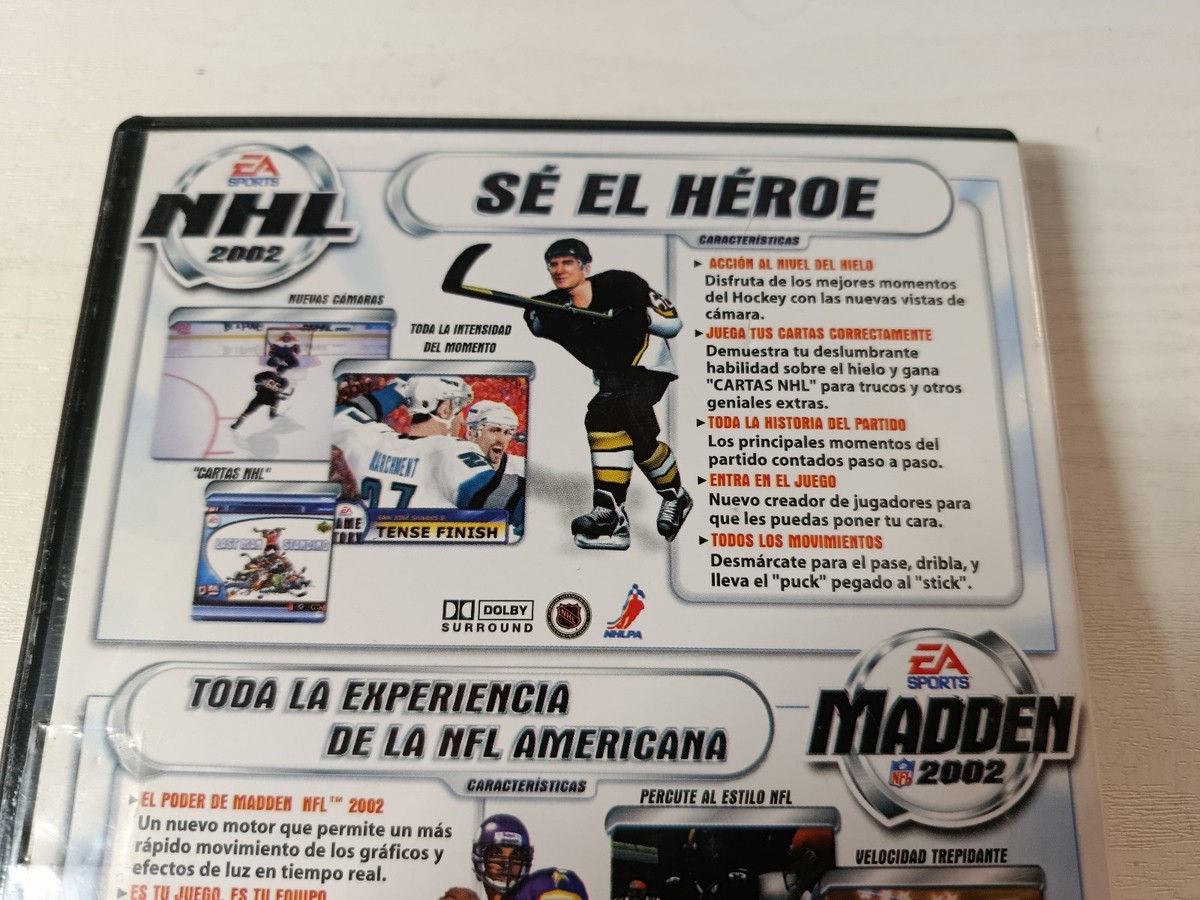 EA
SPORTS
NHL
2002
SÉ EL HÉROE
NUEVAS CÁMARAS
TODA LA INTENSIDAD
DEL MOMENTO
MARCHMENT
27
TENSE FINISH
"CARTAS NHL"
LAST MAN STANDING
CARACTERÍSTICAS
► ACCIÓN AL NIVEL DEL HIELO
Disfruta de los mejores momentos
del Hockey con las nuevas vistas de
cámara.
► JUEGA TUS CARTAS CORRECTAMENTE
Demuestra tu deslumbrante
habilidad sobre el hielo y gana
"CARTAS NHL" para trucos y otros
geniales extras.
► TODA LA HISTORIA DEL PARTIDO
Los principales momentos del
partido contados paso a paso.
► ENTRA EN EL JUEGO
Nuevo creador de jugadores para
que les puedas poner tu cara.
► TODOS LOS MOVIMIENTOS
Desmárcate para el pase, dribla, y
lleva el "puck" pegado al "stick".
DOLBY
SURROUND
NHL
NHLPA
TODA LA EXPERIENCIA
DE LA NFL AMERICANA
EA
SPORTS
MADDEN
NFL 2002
CARACTERÍSTICAS
► EL PODER DE MADDEN NFL™ 2002
Un nuevo motor que permite un más
rápido movimiento de los gráficos y
efectos de luz en tiempo real.
► ES TU JUEGO, ES TU EQUIPO
PERCUTE AL ESTILO NFL
VELOCIDAD TREPIDANTE